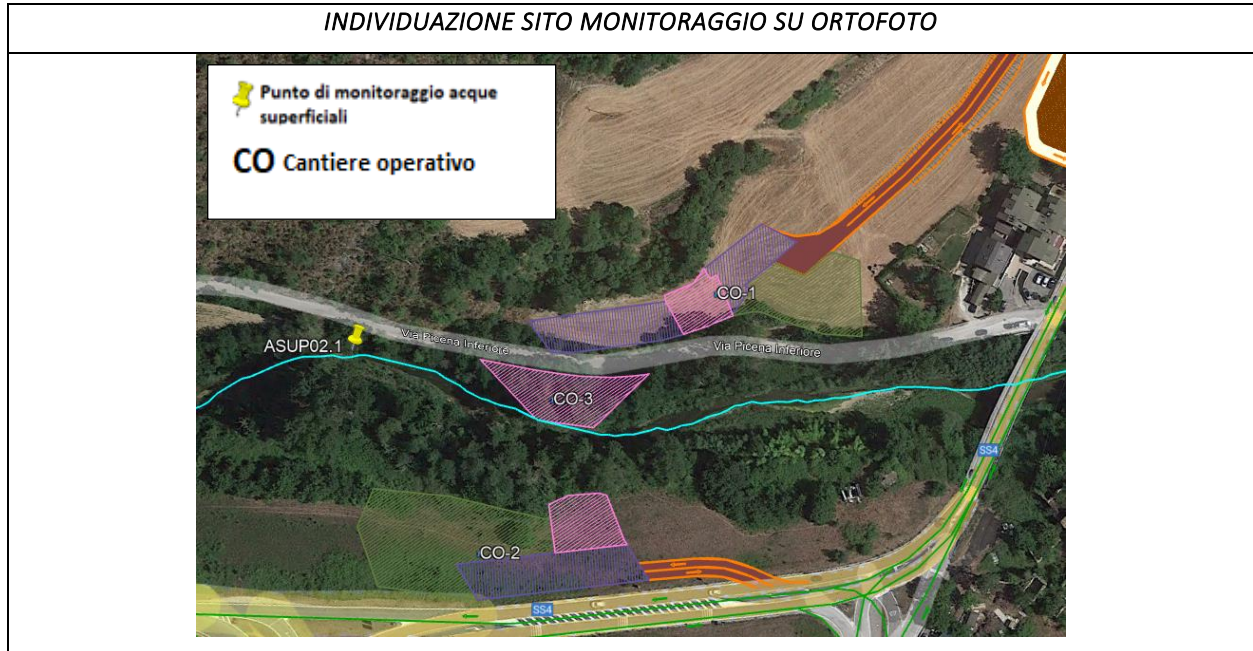 INDIVIDUAZIONE SITO MONITORAGGIO SU ORTOFOTO
Punto di monitoraggio acque
superficiali
CO Cantiere operativo
CO-1
ASUP02.1
Via Picena Inferiore
Via Picena Inferiore
CO-3
SS4
CO-2
SS4